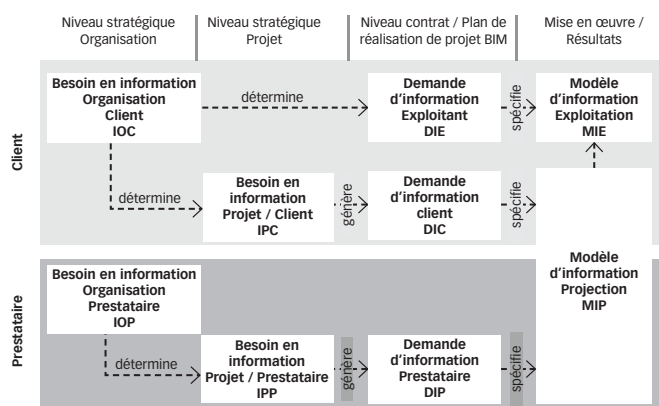 Niveau stratégique
Organisation
Niveau stratégique
Projet
Niveau contrat / Plan de
réalisation de projet BIM
Mise en œuvre /
Résultats
Client
Besoin en information
Organisation
Client
IOC
détermine
Demande
d’information
Exploitant
DIE
spécifie
Modèle
d’information
Exploitation
MIE
détermine
Besoin en
information
Projet / Client
IPC
génère
Demande
d’information
client
DIC
spécifie
Modèle
d’information
Projection
MIP
Prestataire
Besoin en information
Organisation
Prestataire
IOP
détermine
Besoin en
information
Projet / Prestataire
IPP
génère
Demande
d’information
Prestataire
DIP
spécifie